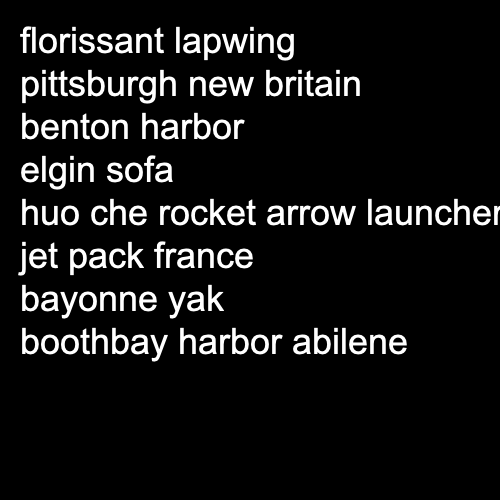 florissant lapwing
pittsburgh new britain
benton harbor
elgin sofa
huo che rocket arrow launcher
jet pack france
bayonne yak
boothbay harbor abilene